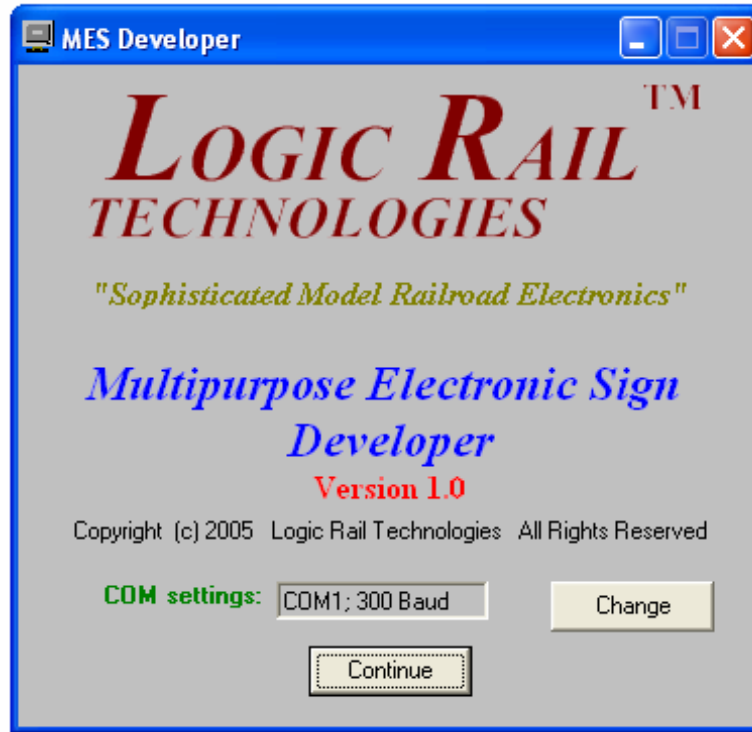 MES Developer
LOGIC RAIL TM
TECHNOLOGIES
"Sophisticated Model Railroad Electronics"
Multipurpose Electronic Sign
Developer
Version 1.0
Copyright (c) 2005 Logic Rail Technologies All Rights Reserved
COM settings: COM1; 300 Baud Change
Continue